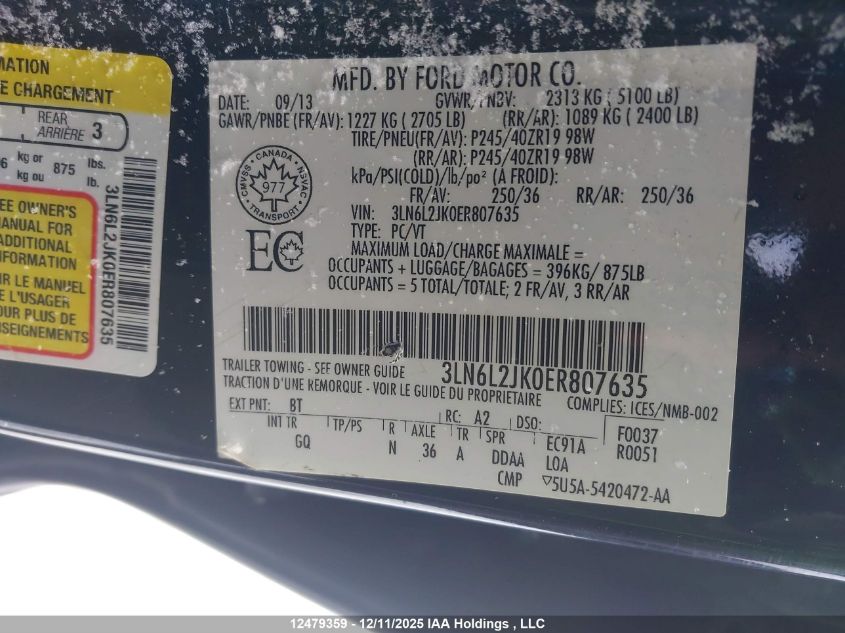 RMATION
E CHARGEMENT
REAR
ARRIÈRE 3
6 kg or 875 lbs.
kg ou lb.
EE OWNER'S
MANUAL FOR
ADDITIONAL
INFORMATION
IR LE MANUEL
E L'USAGER
POUR PLUS DE
NSEIGNEMENTS
3LN6L2JK0ER807635
MFD. BY FORD MOTOR CO.
DATE: 09/13 GVWR/PNBV: 2313 KG ( 5100 LB)
GAWR/PNBE (FR/AV): 1227 KG ( 2705 LB) (RR/AR): 1089 KG ( 2400 LB)
TIRE/PNEU(FR/AV): P245/40ZR19 98W
(RR/AR): P245/40ZR19 98W
kPa/PSI(COLD)/lb/po² (A FROID):
FR/AV: 250/36 RR/AR: 250/36
CANADA
CMVSS NSVAC
977
TRANSPORT
VIN: 3LN6L2JK0ER807635
TYPE: PC/VT
EC
MAXIMUM LOAD/CHARGE MAXIMALE =
OCCUPANTS + LUGGAGE/BAGAGES = 396KG/ 875LB
OCCUPANTS = 5 TOTAL/TOTALE; 2 FR/AV, 3 RR/AR
TRAILER TOWING - SEE OWNER GUIDE 3LN6L2JK0ER807635
TRACTION D'UNE REMORQUE - VOIR LE GUIDE DU PROPRIETAIRE
COMPLIES: ICES/NMB-002
EXT PNT: BT RC: A2 DSO: F0037
INT TR TP/PS R AXLE TR SPR EC91A R0051
GQ N 36 A DDAA LOA
CMP ▽5U5A-5420472-AA
12479359 - 12/11/2025 IAA Holdings , LLC